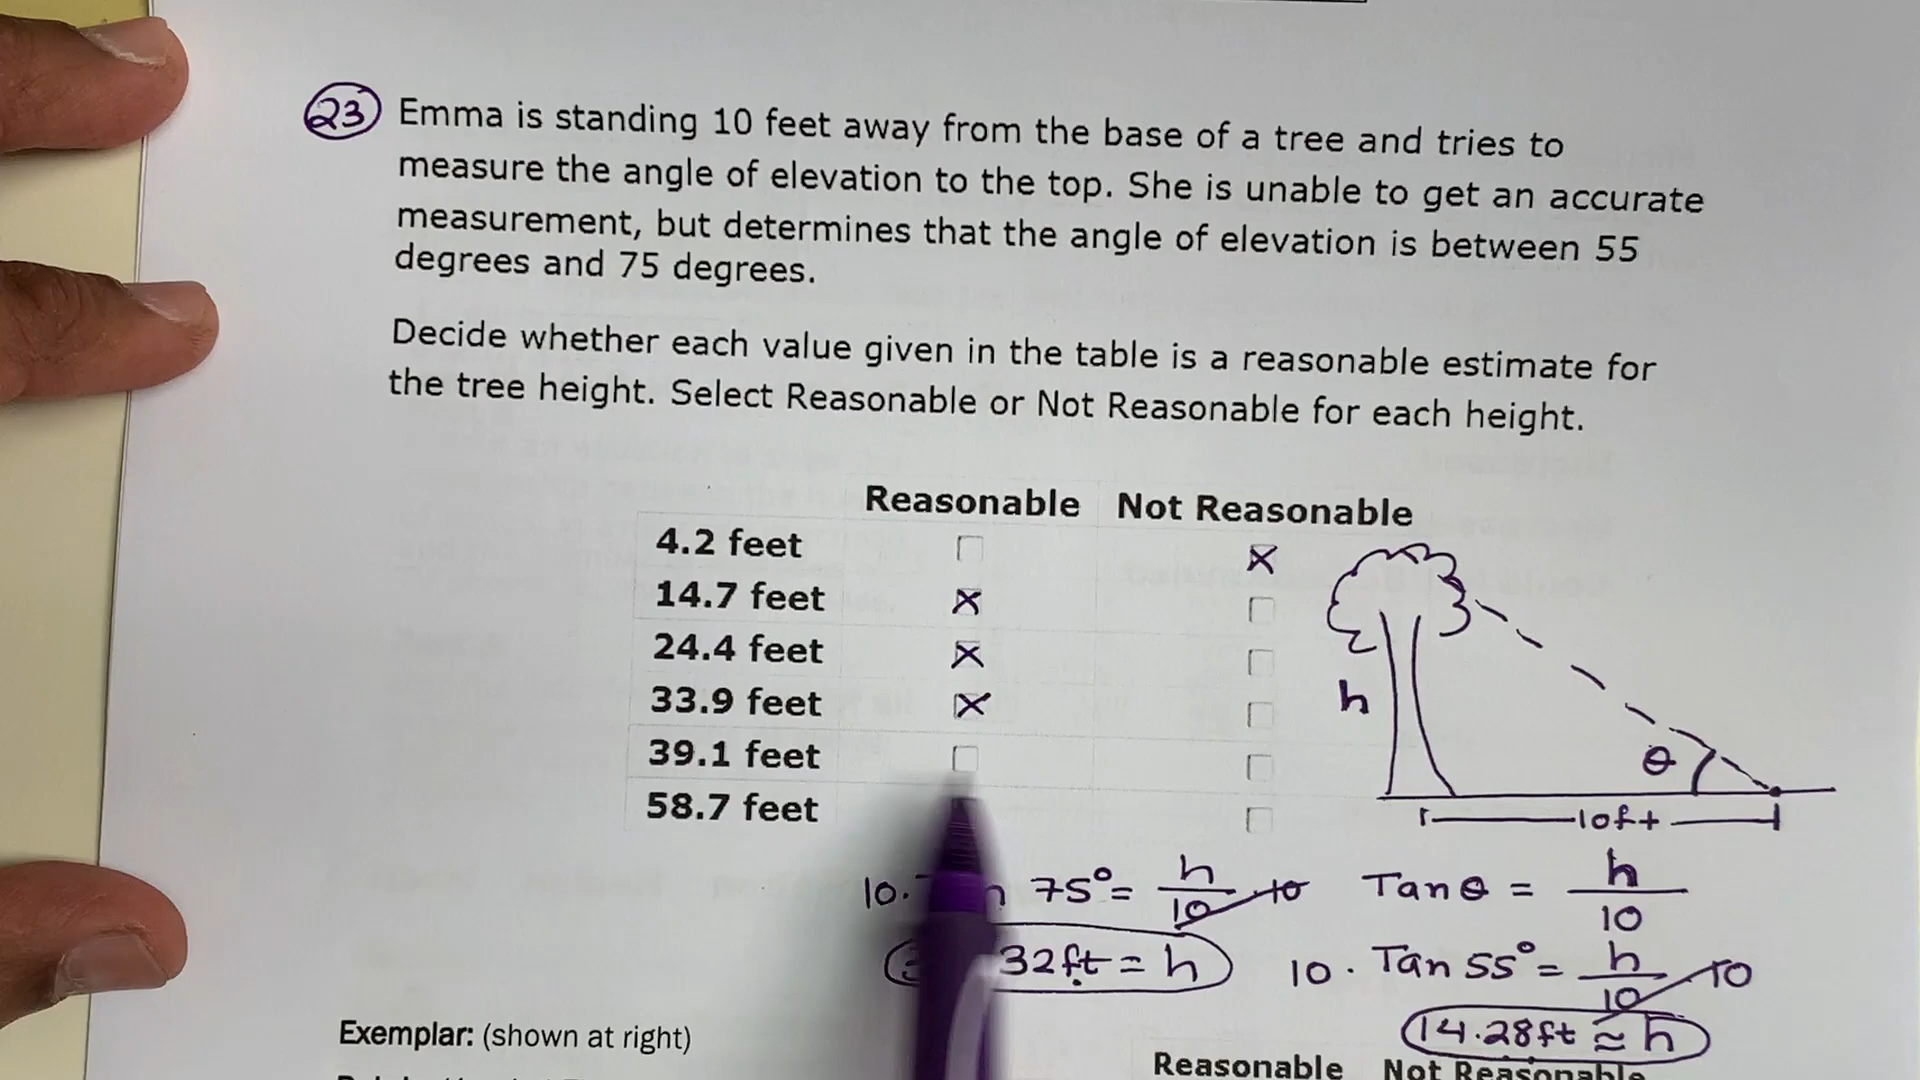 23 Emma is standing 10 feet away from the base of a tree and tries to
measure the angle of elevation to the top. She is unable to get an accurate
measurement, but determines that the angle of elevation is between 55
degrees and 75 degrees.
Decide whether each value given in the table is a reasonable estimate for
the tree height. Select Reasonable or Not Reasonable for each height.
Reasonable Not Reasonable
4.2 feet
14.7 feet
24.4 feet
33.9 feet
39.1 feet
58.7 feet
h
θ
10ft
10. 75° = h/10 10
32ft = h
Tan θ = h/10
10 . Tan 55° = h/10 10
14.28ft ≈ h
Exemplar: (shown at right)
Reasonable Not Reasonable